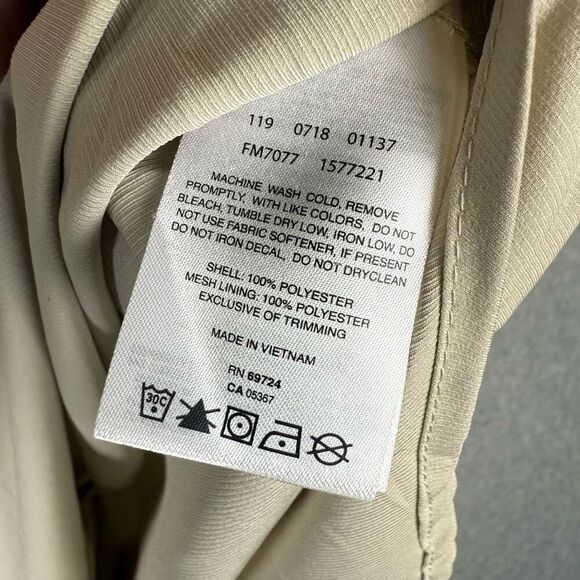 119 0718 01137
FM7077 1577221
MACHINE WASH COLD, REMOVE
PROMPTLY, WITH LIKE COLORS, DO NOT
BLEACH, TUMBLE DRY LOW, IRON LOW, DO
NOT USE FABRIC SOFTENER, IF PRESENT
DO NOT IRON DECAL, DO NOT DRYCLEAN
SHELL: 100% POLYESTER
MESH LINING: 100% POLYESTER
EXCLUSIVE OF TRIMMING
MADE IN VIETNAM
RN 69724
CA 05367
30C